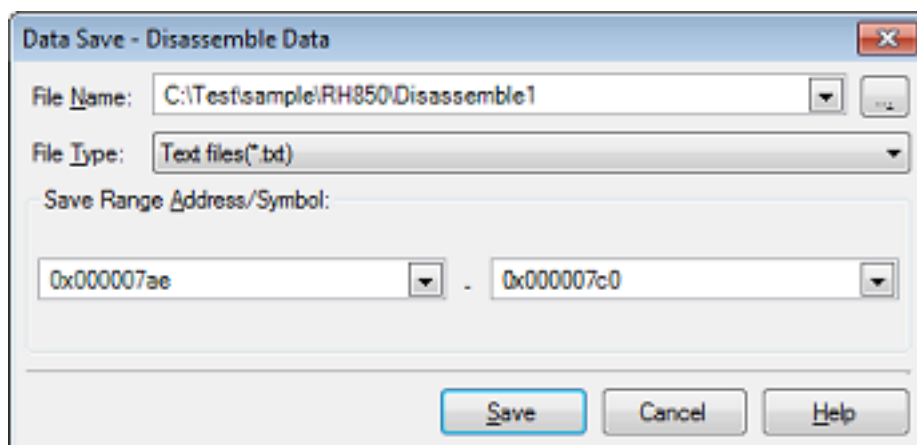 Data Save - Disassemble Data
File Name: C:\Test\sample\RH850\Disassemble1 ...
File Type: Text files(*.txt)
Save Range Address/Symbol:
0x000007ae - 0x000007c0
Save Cancel Help